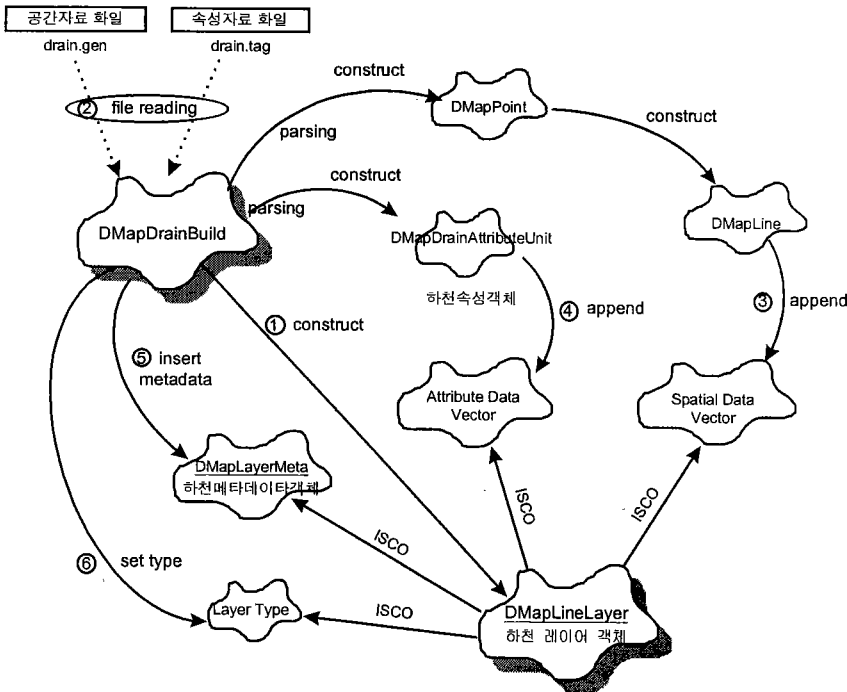 공간자료 화일
속성자료 화일
drain.gen
drain.tag
② file reading
construct
DMapPoint
construct
parsing
construct
parsing
DMapDrainBuild
DMapDrainAttributeUnit
DMapLine
하천속성객체
① construct
④ append
③ append
⑤ insert
metadata
Attribute Data
Vector
Spatial Data
Vector
DMapLayerMeta
하천메타데이타객체
ISCO
ISCO
ISCO
⑥ set type
Layer Type
ISCO
DMapLineLayer
하천 레이어 객체